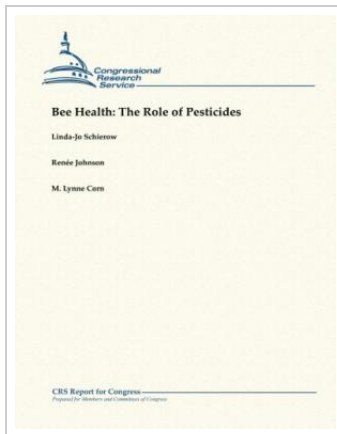 Congressional
Research
Service
Bee Health: The Role of Pesticides
Linda-Jo Schierow
Renée Johnson
M. Lynne Corn
CRS Report for Congress
Prepared for Members and Committees of Congress